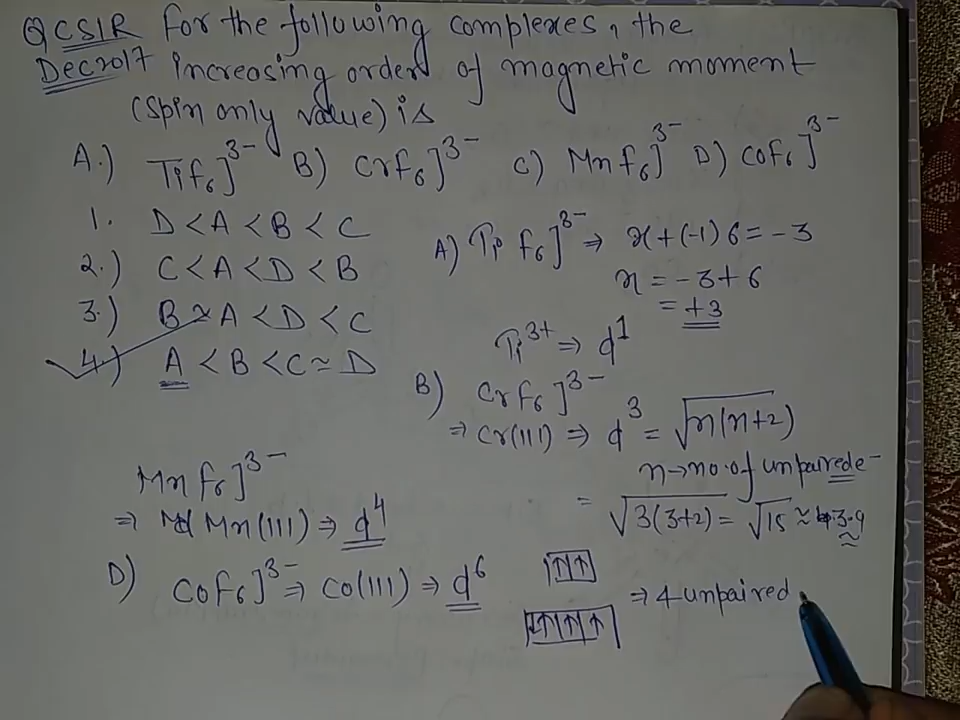 Q CSIR For the following complexes, the
Dec 2017 increasing order of magnetic moment
(Spin only value) is
A.) TiF6]3- B) CrF6]3- C) MnF6]3- D) CoF6]3-
1. D < A < B < C
2.) C < A < D < B
3.) B ≈ A < D < C
4.) A < B < C ≈ D
A) TiF6]3- ⇒ x + (-1) 6 = -3
x = -3 + 6
= +3
Ti3+ ⇒ d1
B) CrF6]3-
⇒ Cr(III) ⇒ d3 = √n(n+2)
n → no. of unpaired e-
= √3(3+2) = √15 ≈ 3.9
≈
MnF6]3-
⇒ Mn(III) ⇒ d4
D) CoF6]3- ⇒ Co(III) ⇒ d6
⇒ 4 unpaired